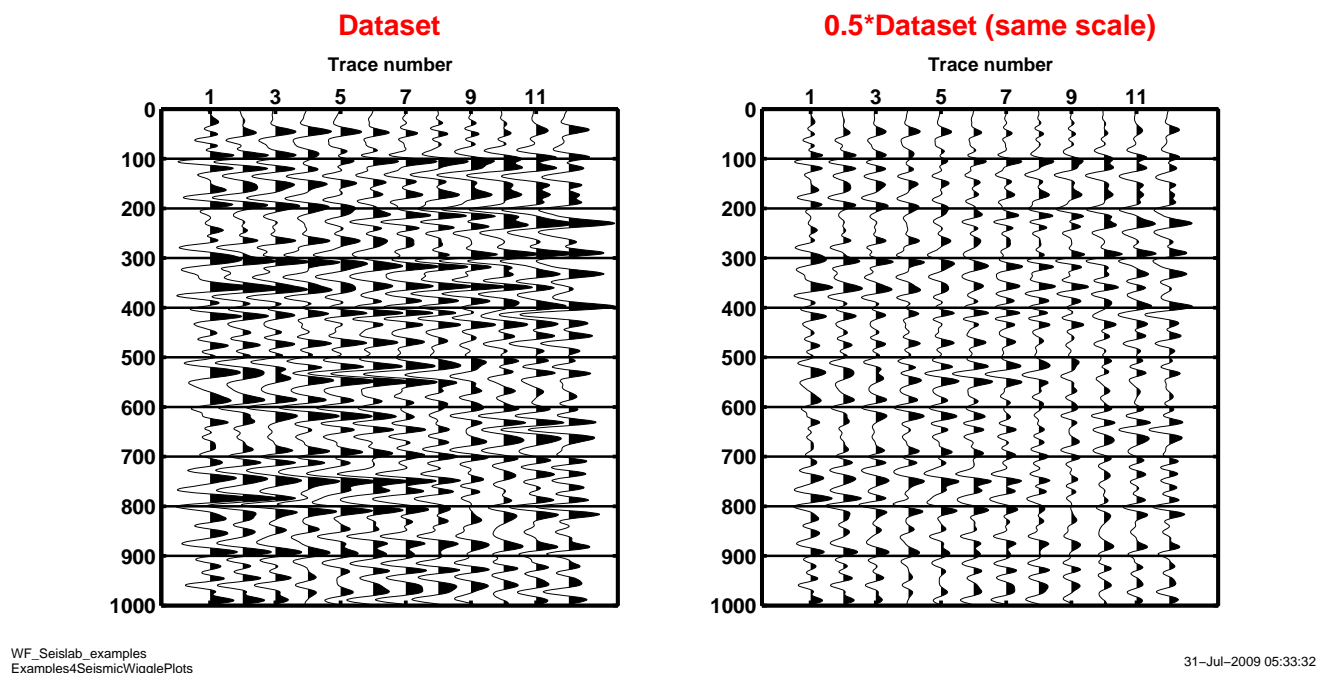 Dataset
Trace number
1 3 5 7 9 11
0
100
200
300
400
500
600
700
800
900
1000
0.5*Dataset (same scale)
Trace number
1 3 5 7 9 11
0
100
200
300
400
500
600
700
800
900
1000
WF_Seislab_examples
Examples4SeismicWigglePlots
31−Jul−2009 05:33:32